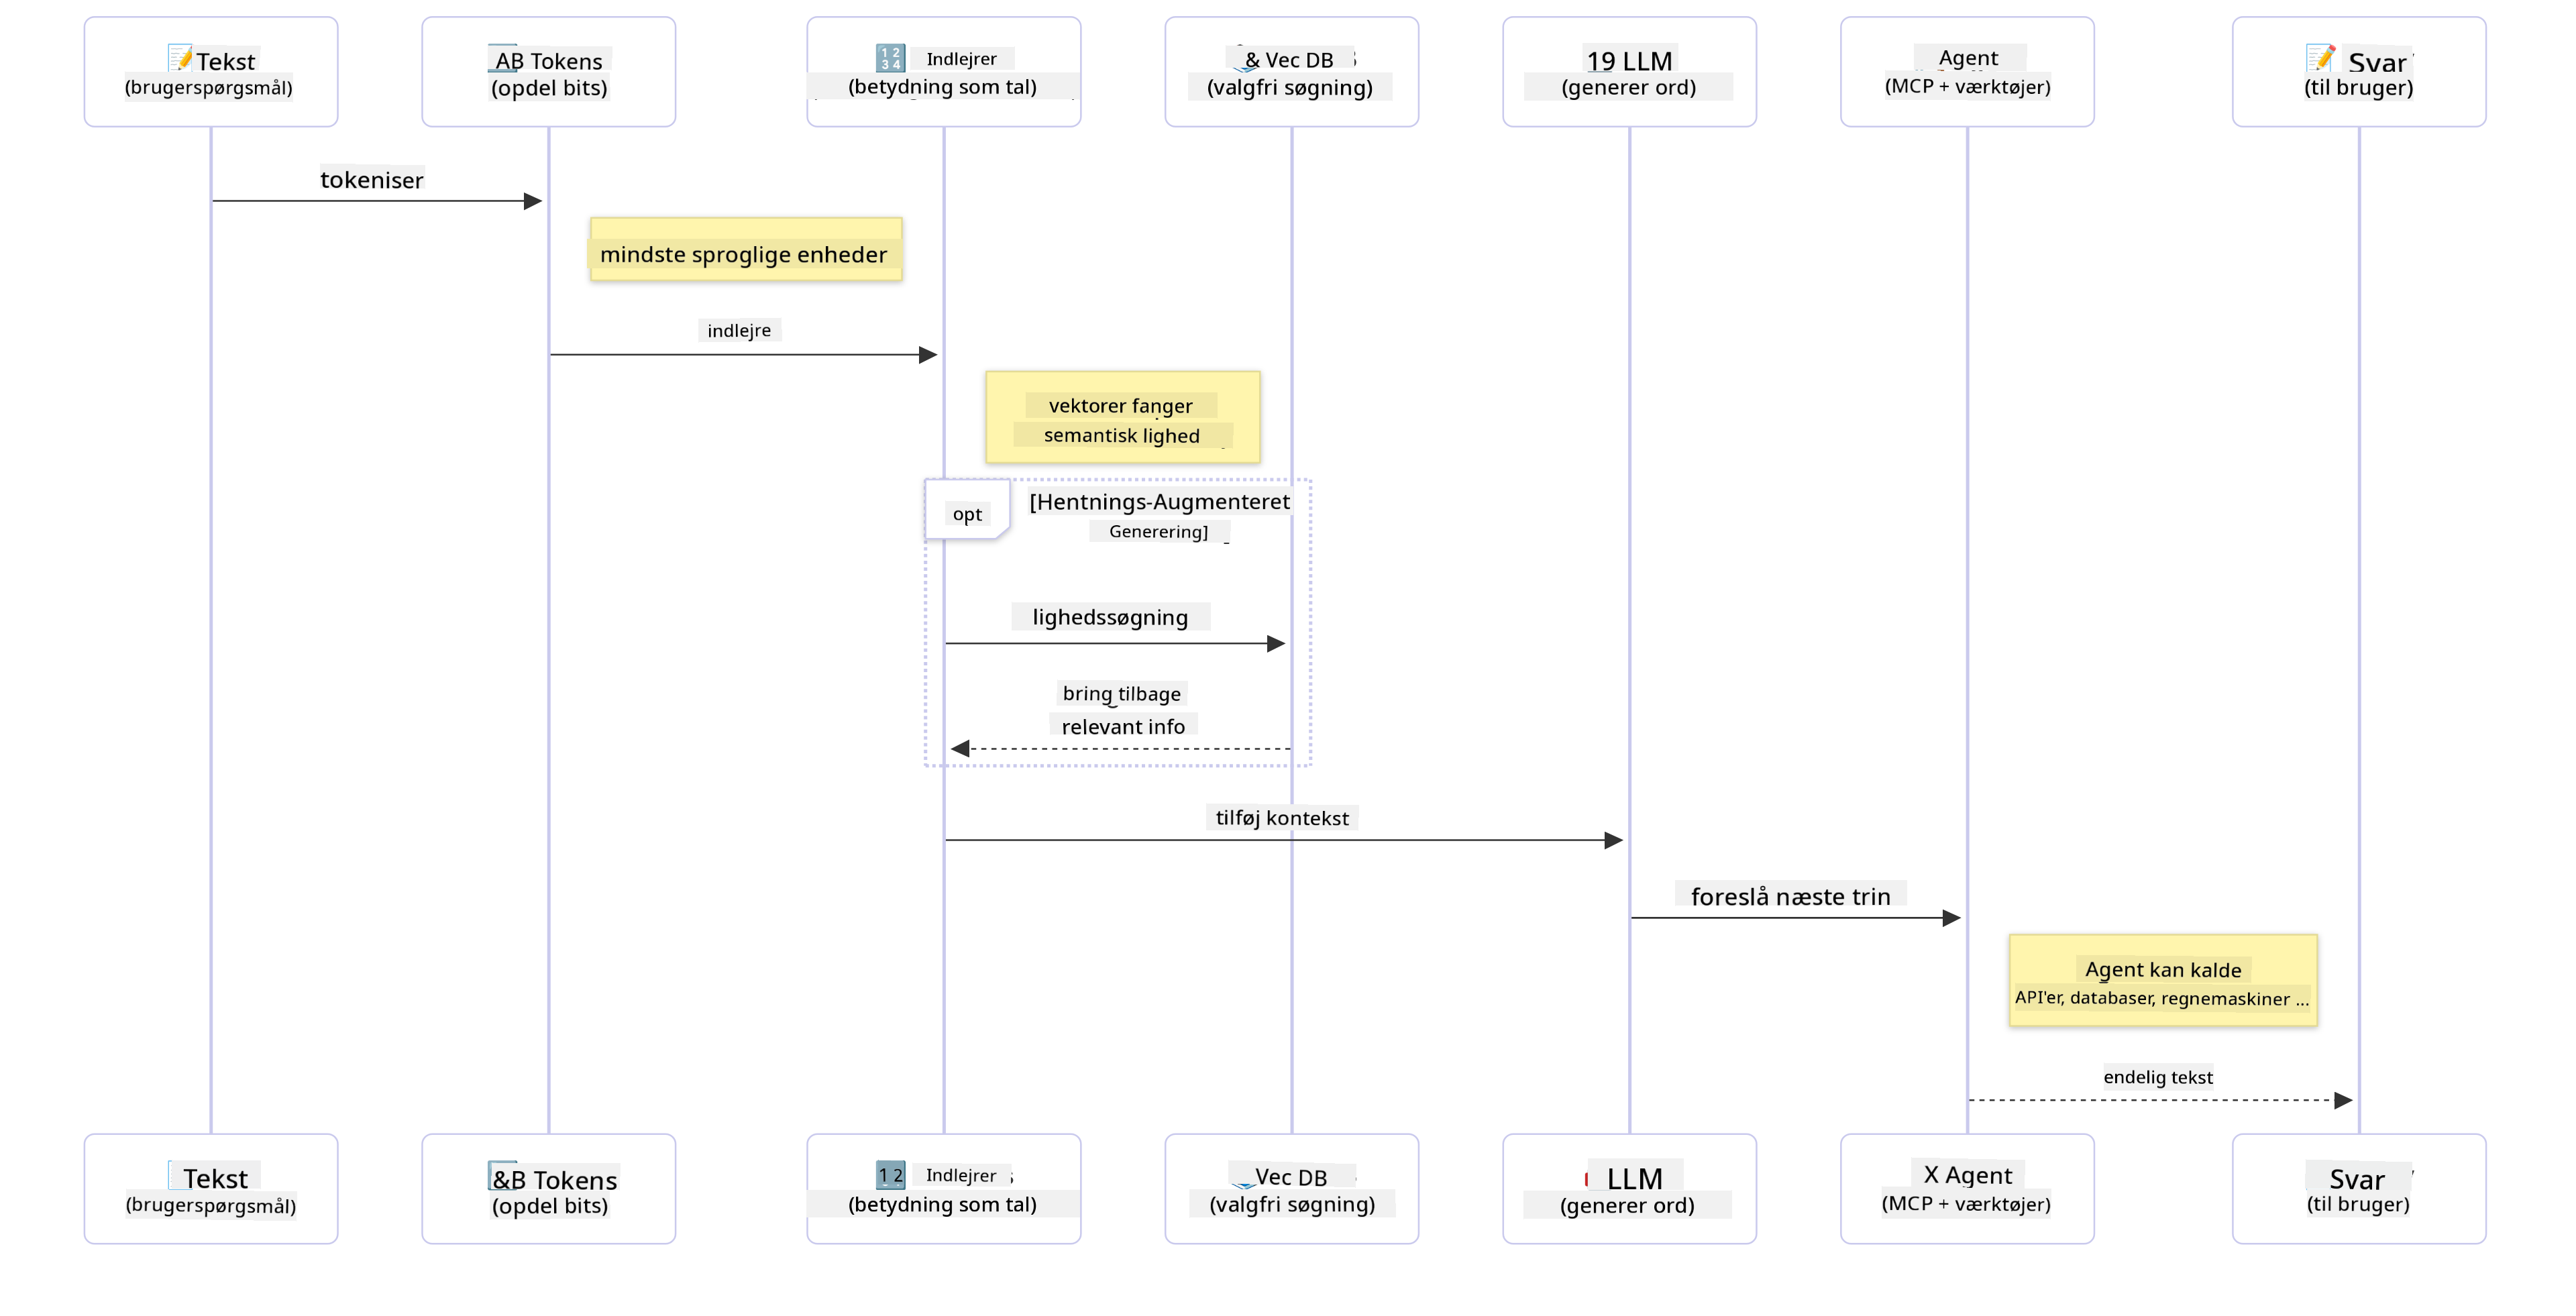 Tekst
(brugerspørgsmål)
AB Tokens
(opdel bits)
1 2 3 4 Indlejrer
(betydning som tal)
& Vec DB
(valgfri søgning)
19 LLM
(generer ord)
Agent
(MCP + værktøjer)
Svar
(til bruger)
tokeniser
mindste sproglige enheder
indlejre
vektorer fanger
semantisk lighed
opt
[Hentnings-Augmenteret
Generering]
lighedssøgning
bring tilbage
relevant info
tilføj kontekst
foreslå næste trin
Agent kan kalde
API'er, databaser, regnemaskiner ...
endelig tekst
Tekst
(brugerspørgsmål)
&B Tokens
(opdel bits)
1 2 Indlejrer
(betydning som tal)
Vec DB
(valgfri søgning)
LLM
(generer ord)
X Agent
(MCP + værktøjer)
Svar
(til bruger)